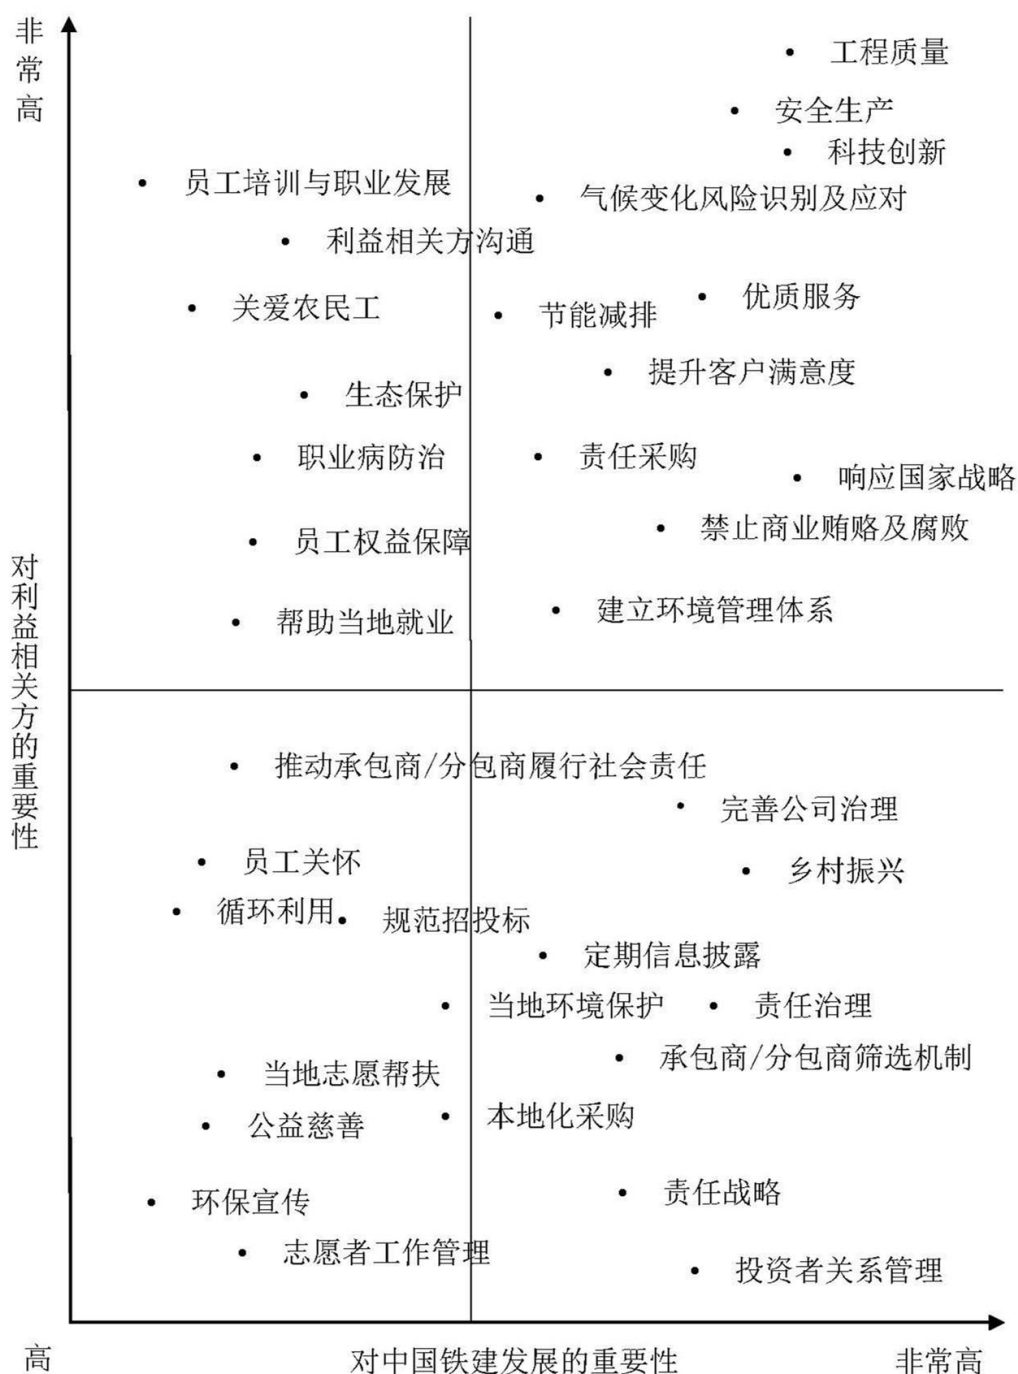 非常高
工程质量
安全生产
科技创新
员工培训与职业发展
气候变化风险识别及应对
利益相关方沟通
优质服务
关爱农民工
节能减排
提升客户满意度
生态保护
职业病防治
责任采购
响应国家战略
禁止商业贿赂及腐败
员工权益保障
建立环境管理体系
帮助当地就业
对利益相关方的重要性
推动承包商/分包商履行社会责任
完善公司治理
员工关怀
乡村振兴
循环利用
规范招投标
定期信息披露
当地环境保护
责任治理
承包商/分包商筛选机制
当地志愿帮扶
本地化采购
公益慈善
责任战略
环保宣传
志愿者工作管理
投资者关系管理
高
对中国铁建发展的重要性
非常高